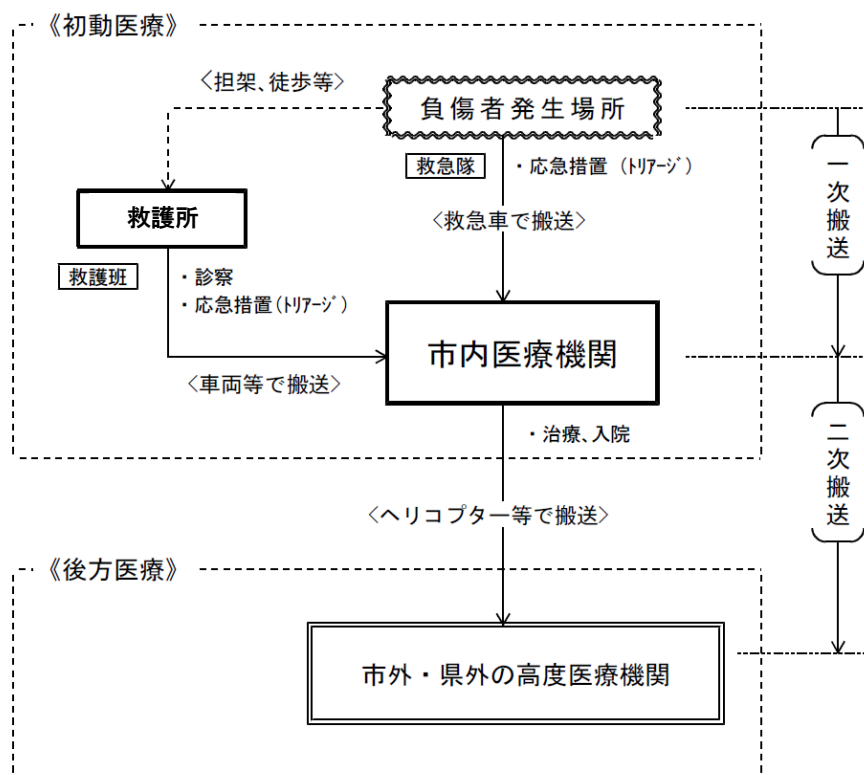 《初動医療》
<担架、徒歩等>
負傷者発生場所
救急隊
・応急措置（ﾄﾘｱｰｼﾞ）
救護所
<救急車で搬送>
一次搬送
救護班
・診察
・応急措置（ﾄﾘｱｰｼﾞ）
市内医療機関
<車両等で搬送>
・治療、入院
二次搬送
<ヘリコプター等で搬送>
《後方医療》
市外・県外の高度医療機関